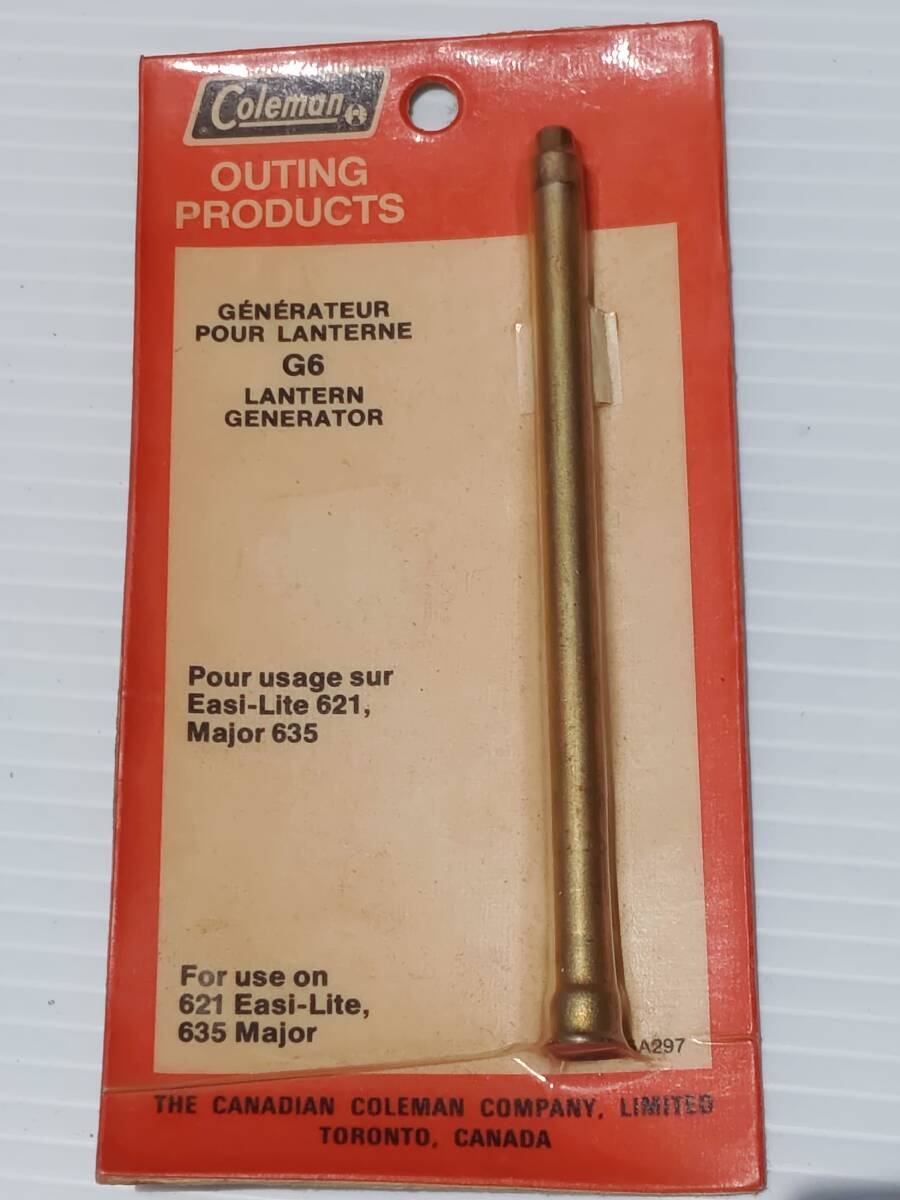 Coleman
OUTING
PRODUCTS
GÉNÉRATEUR
POUR LANTERNE
G6
LANTERN
GENERATOR
Pour usage sur
Easi-Lite 621,
Major 635
For use on
621 Easi-Lite,
635 Major
THE CANADIAN COLEMAN COMPANY, LIMITED
TORONTO, CANADA